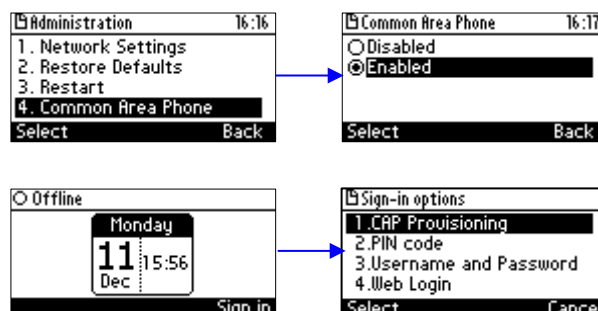 Administration 16:16
1. Network Settings
2. Restore Defaults
3. Restart
4. Common Area Phone
Select Back
Common Area Phone 16:17
Disabled
Enabled
Select Back
Offline
Monday
11 15:56
Dec
Sign in
Sign-in options
1.CAP Provisioning
2.PIN code
3.Username and Password
4.Web Login
Select Cancel